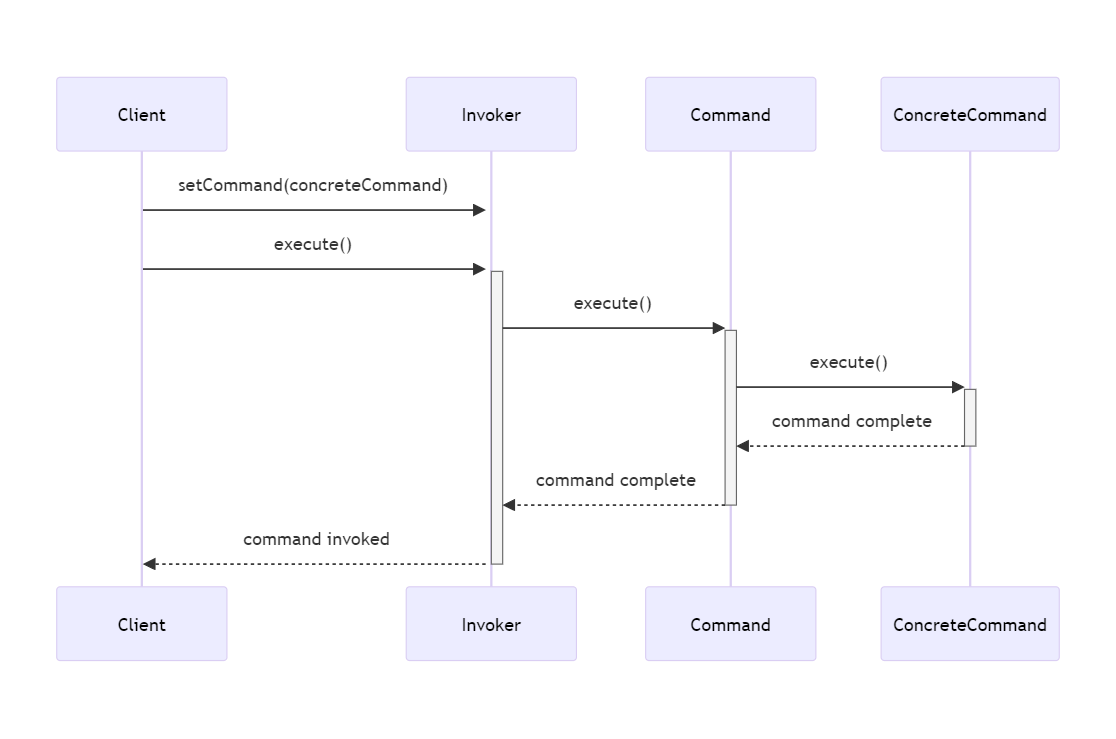 Client
Invoker
Command
ConcreteCommand
setCommand(concreteCommand)
execute()
execute()
execute()
command complete
command complete
command invoked
Client
Invoker
Command
ConcreteCommand